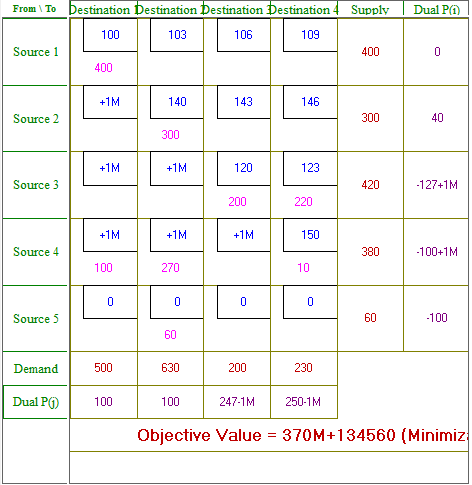 From \ To Destination 1 Destination 2 Destination 3 Destination 4 Supply Dual P(i)
100 103 106 109
Source 1 400 0
400
+1M 140 143 146
Source 2 300 40
300
+1M +1M 120 123
Source 3 420 -127+1M
200 220
+1M +1M +1M 150
Source 4 380 -100+1M
100 270 10
0 0 0 0
Source 5 60 -100
60
Demand 500 630 200 230
Dual P(j) 100 100 247-1M 250-1M
Objective Value = 370M+134560 (Minimiza